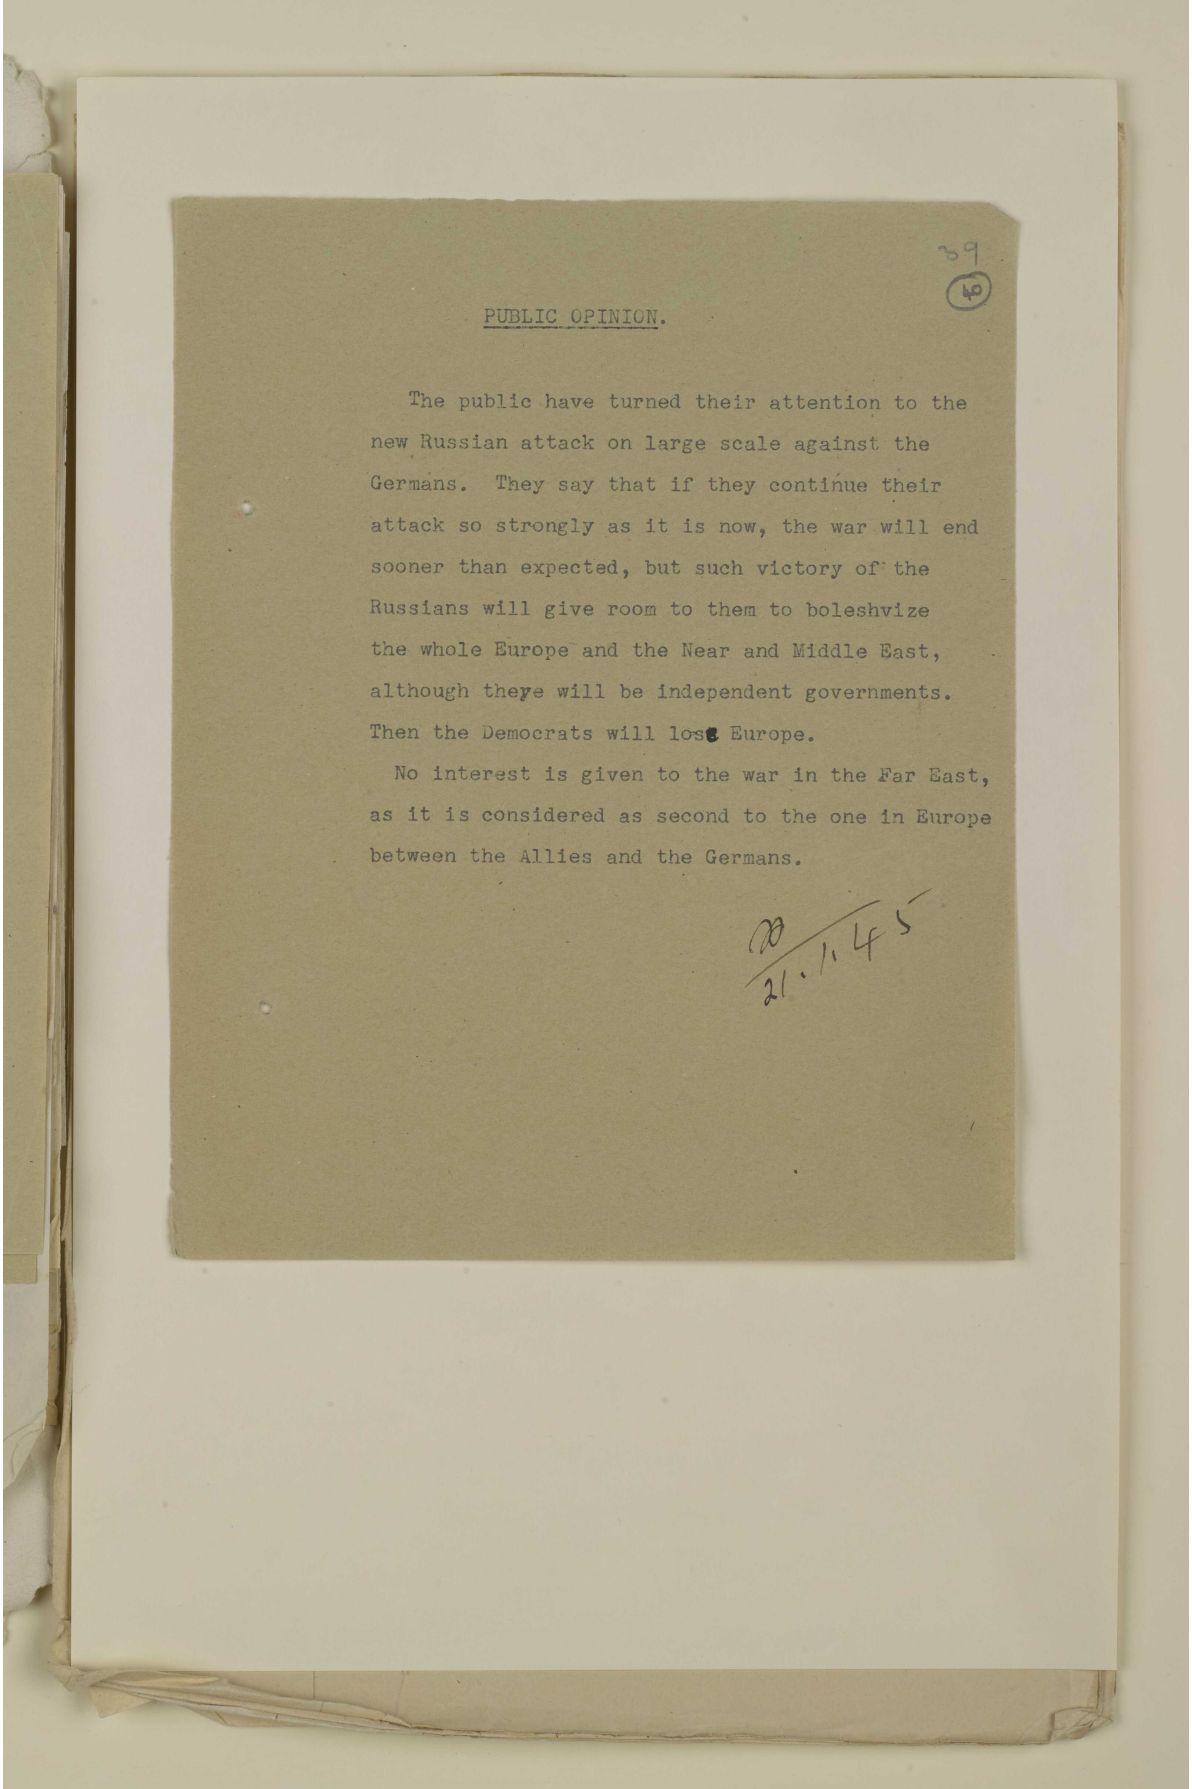 39
PUBLIC OPINION.
The public have turned their attention to the
new Russian attack on large scale against the
Germans. They say that if they continue their
attack so strongly as it is now, the war will end
sooner than expected, but such victory of the
Russians will give room to them to boleshvize
the whole Europe and the Near and Middle East,
although theye will be independent governments.
Then the Democrats will lose Europe.
No interest is given to the war in the Far East,
as it is considered as second to the one in Europe
between the Allies and the Germans.
21.1.45